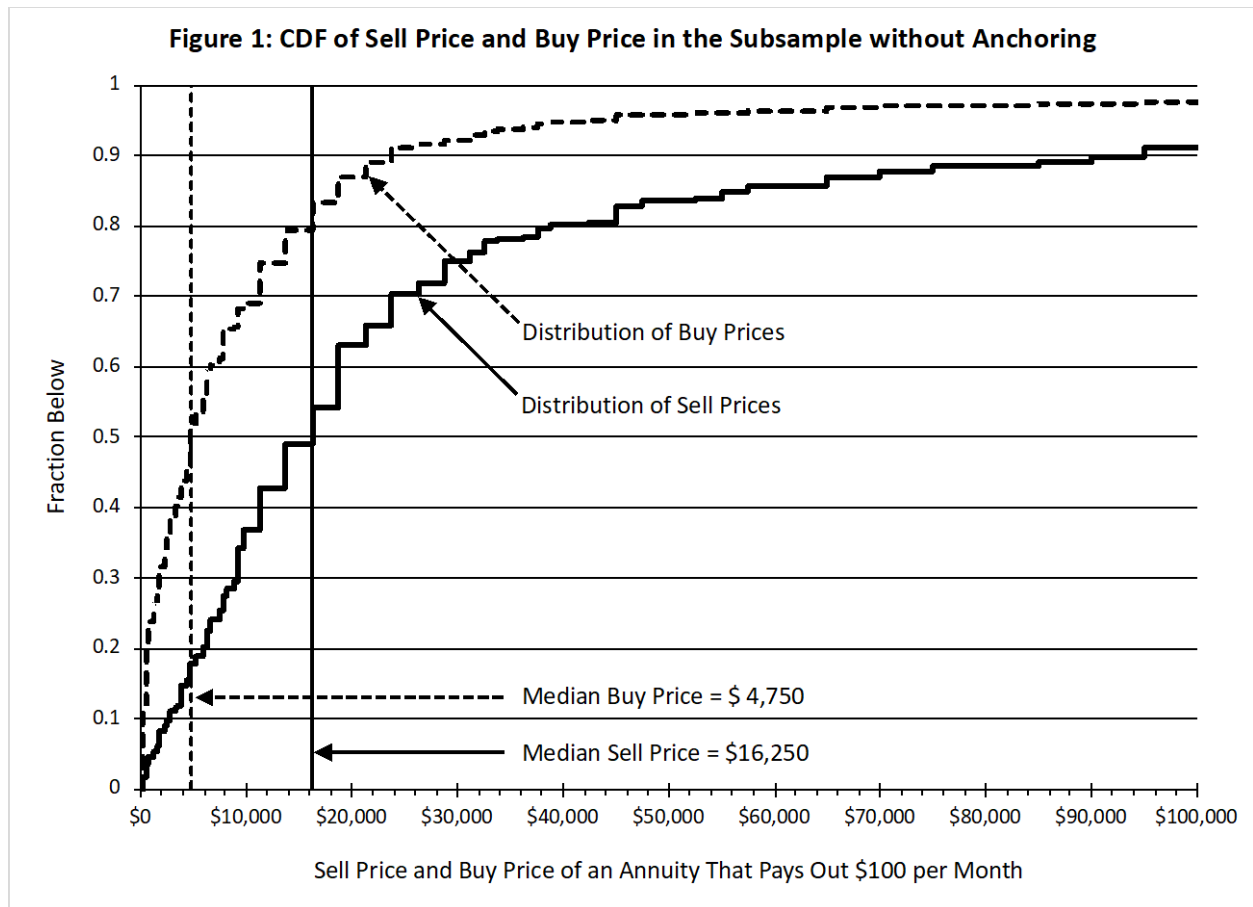 Figure 1: CDF of Sell Price and Buy Price in the Subsample without Anchoring
1
0.9
0.8
0.7
0.6
0.5
0.4
0.3
0.2
0.1
0
Fraction Below
Distribution of Buy Prices
Distribution of Sell Prices
Median Buy Price = $ 4,750
Median Sell Price = $16,250
$0 $10,000 $20,000 $30,000 $40,000 $50,000 $60,000 $70,000 $80,000 $90,000 $100,000
Sell Price and Buy Price of an Annuity That Pays Out $100 per Month